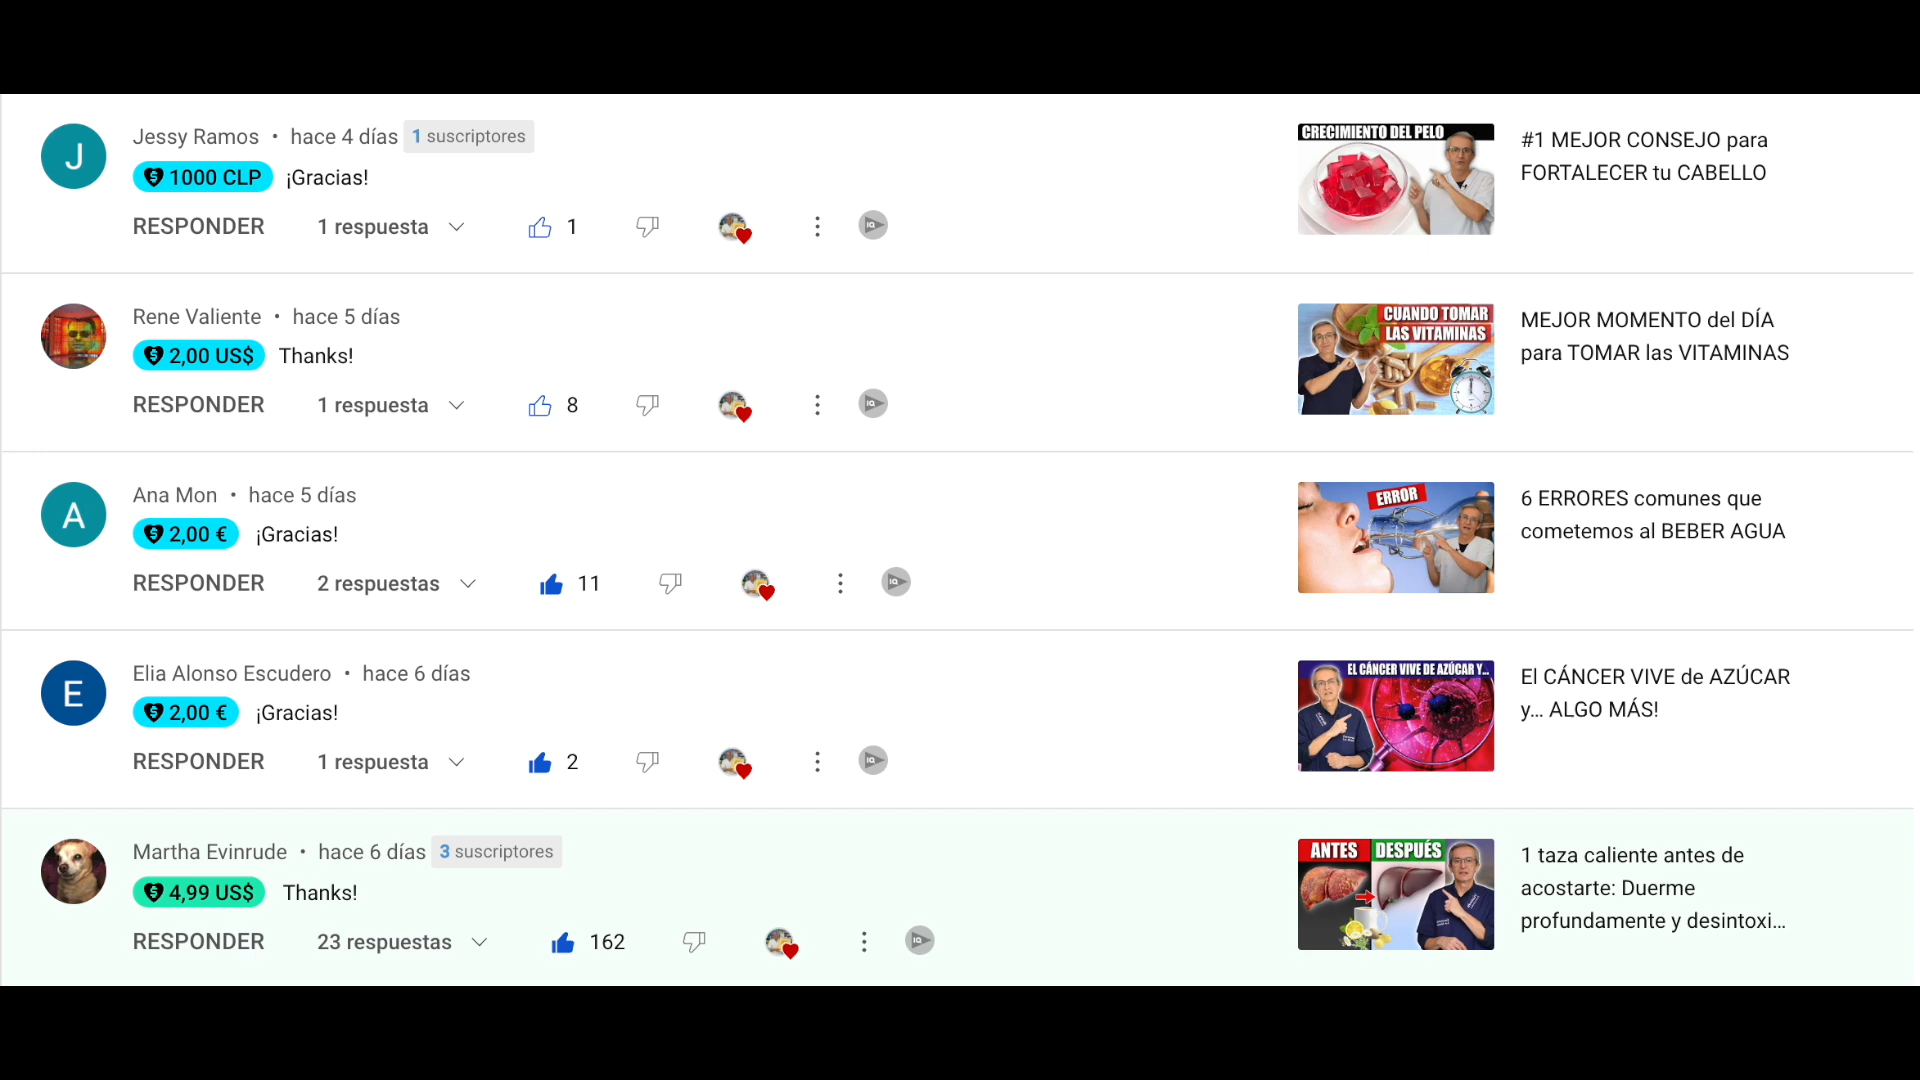 Jessy Ramos • hace 4 días 1 suscriptores
1000 CLP ¡Gracias!
RESPONDER 1 respuesta 1
CRECIMIENTO DEL PELO
#1 MEJOR CONSEJO para
FORTALECER tu CABELLO
Rene Valiente • hace 5 días
2,00 US$ Thanks!
RESPONDER 1 respuesta 8
CUANDO TOMAR
LAS VITAMINAS
MEJOR MOMENTO del DÍA
para TOMAR las VITAMINAS
Ana Mon • hace 5 días
2,00 € ¡Gracias!
RESPONDER 2 respuestas 11
ERROR
6 ERRORES comunes que
cometemos al BEBER AGUA
Elia Alonso Escudero • hace 6 días
2,00 € ¡Gracias!
RESPONDER 1 respuesta 2
EL CÁNCER VIVE DE AZÚCAR Y...
El CÁNCER VIVE de AZÚCAR
y... ALGO MÁS!
Martha Evinrude • hace 6 días 3 suscriptores
4,99 US$ Thanks!
RESPONDER 23 respuestas 162
ANTES DESPUÉS
1 taza caliente antes de
acostarte: Duerme
profundamente y desintoxi...